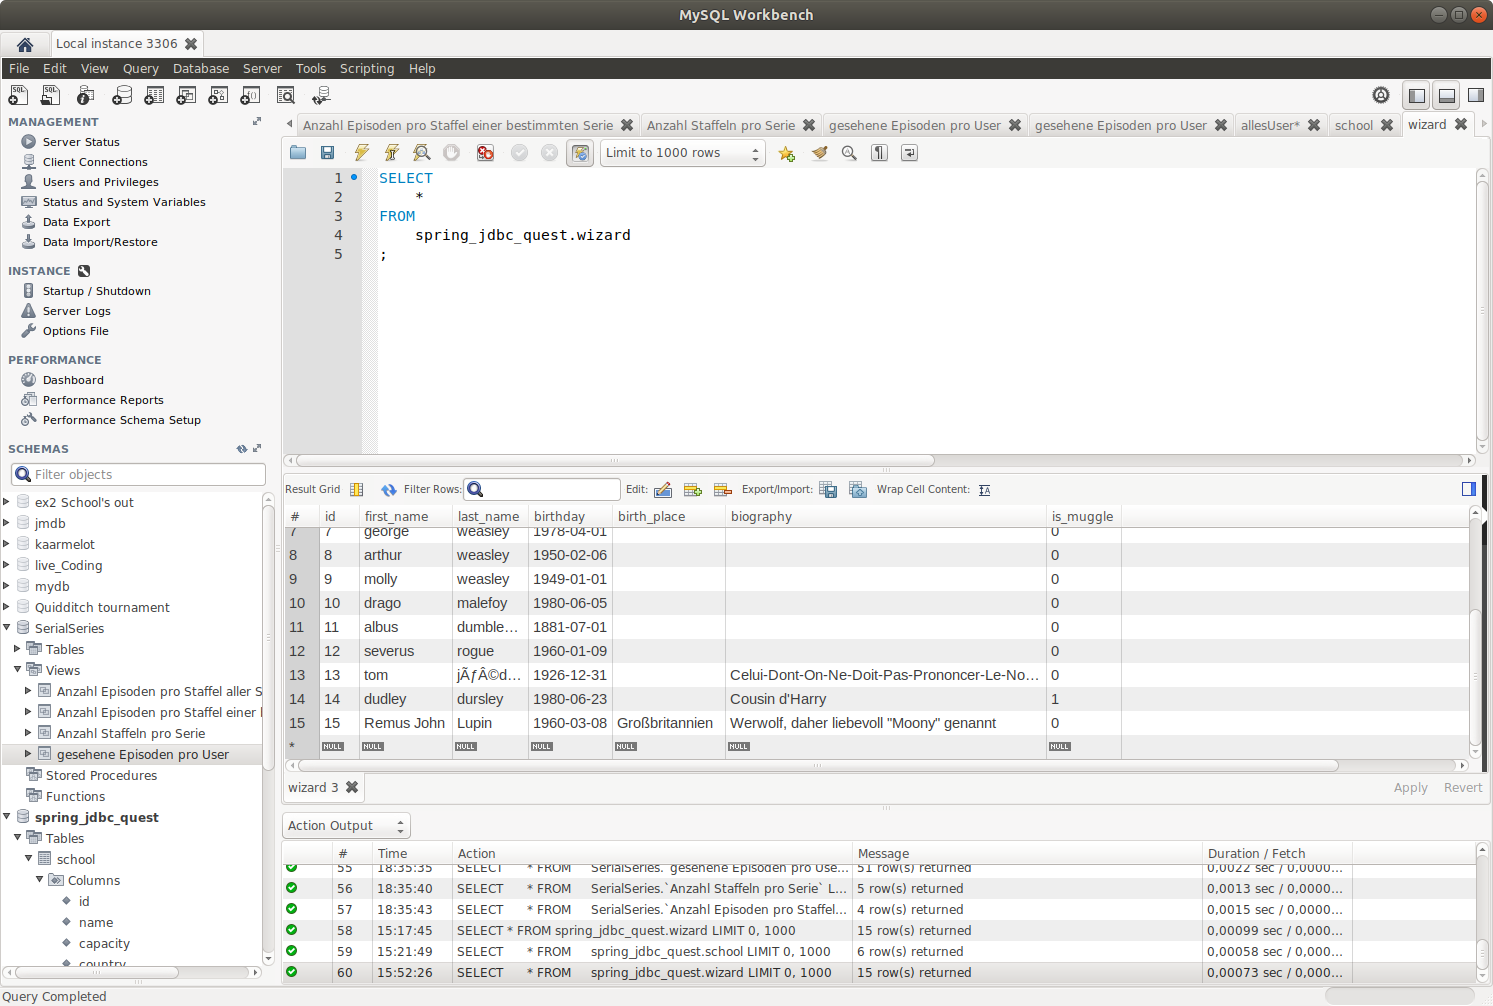 MySQL Workbench
Local instance 3306
File Edit View Query Database Server Tools Scripting Help
MANAGEMENT
Server Status
Client Connections
Users and Privileges
Status and System Variables
Data Export
Data Import/Restore
INSTANCE
Startup / Shutdown
Server Logs
Options File
PERFORMANCE
Dashboard
Performance Reports
Performance Schema Setup
SCHEMAS
Filter objects
ex2 School's out
jmdb
kaarmelot
live_Coding
mydb
Quidditch tournament
SerialSeries
Tables
Views
Anzahl Episoden pro Staffel aller S
Anzahl Episoden pro Staffel einer
Anzahl Staffeln pro Serie
gesehene Episoden pro User
Stored Procedures
Functions
spring_jdbc_quest
Tables
school
Columns
id
name
capacity
country
Anzahl Episoden pro Staffel einer bestimmten Serie Anzahl Staffeln pro Serie gesehene Episoden pro User gesehene Episoden pro User allesUser* school wizard
Limit to 1000 rows
1 SELECT
2 *
3 FROM
4 spring_jdbc_quest.wizard
5 ;
Result Grid Filter Rows: Edit: Export/Import: Wrap Cell Content:
# id first_name last_name birthday birth_place biography is_muggle
7 7 george weasley 1978-04-01 0
8 8 arthur weasley 1950-02-06 0
9 9 molly weasley 1949-01-01 0
10 10 drago malefoy 1980-06-05 0
11 11 albus dumble... 1881-07-01 0
12 12 severus rogue 1960-01-09 0
13 13 tom jÃƒÂ©d... 1926-12-31 Celui-Dont-On-Ne-Doit-Pas-Prononcer-Le-No... 0
14 14 dudley dursley 1980-06-23 Cousin d'Harry 1
15 15 Remus John Lupin 1960-03-08 Großbritannien Werwolf, daher liebevoll "Moony" genannt 0
* NULL NULL NULL NULL NULL NULL NULL
wizard 3 Apply Revert
Action Output
# Time Action Message Duration / Fetch
55 18:35:35 SELECT * FROM SerialSeries.`gesehene Episoden pro Use... 51 row(s) returned 0,0022 sec / 0,0000...
56 18:35:40 SELECT * FROM SerialSeries.`Anzahl Staffeln pro Serie` L... 5 row(s) returned 0,0013 sec / 0,0000...
57 18:35:43 SELECT * FROM SerialSeries.`Anzahl Episoden pro Staffel... 4 row(s) returned 0,0015 sec / 0,0000...
58 15:17:45 SELECT * FROM spring_jdbc_quest.wizard LIMIT 0, 1000 15 row(s) returned 0,00099 sec / 0,000...
59 15:21:49 SELECT * FROM spring_jdbc_quest.school LIMIT 0, 1000 6 row(s) returned 0,00058 sec / 0,000...
60 15:52:26 SELECT * FROM spring_jdbc_quest.wizard LIMIT 0, 1000 15 row(s) returned 0,00073 sec / 0,000...
Query Completed